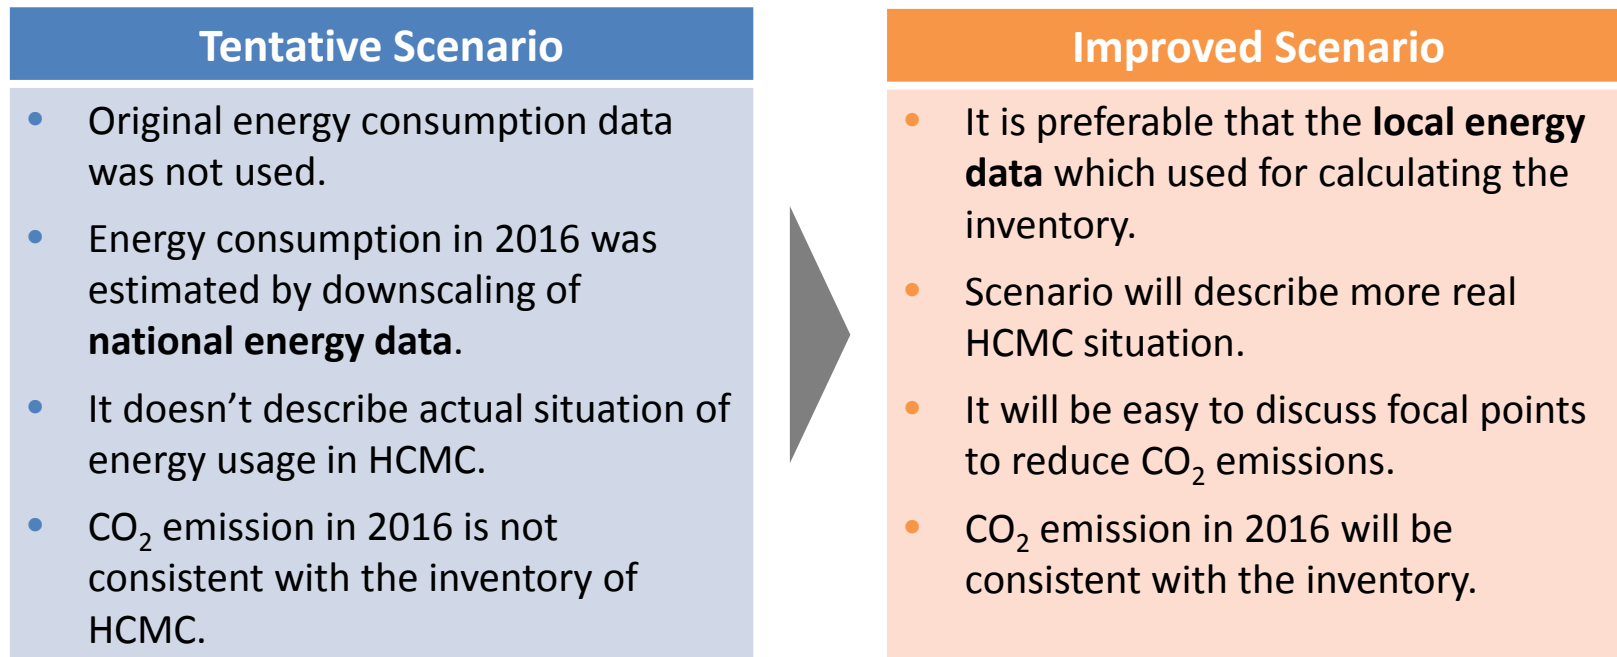 Tentative Scenario
• Original energy consumption data
was not used.
• Energy consumption in 2016 was
estimated by downscaling of
national energy data.
• It doesn’t describe actual situation of
energy usage in HCMC.
• CO₂ emission in 2016 is not
consistent with the inventory of
HCMC.
Improved Scenario
• It is preferable that the local energy
data which used for calculating the
inventory.
• Scenario will describe more real
HCMC situation.
• It will be easy to discuss focal points
to reduce CO₂ emissions.
• CO₂ emission in 2016 will be
consistent with the inventory.